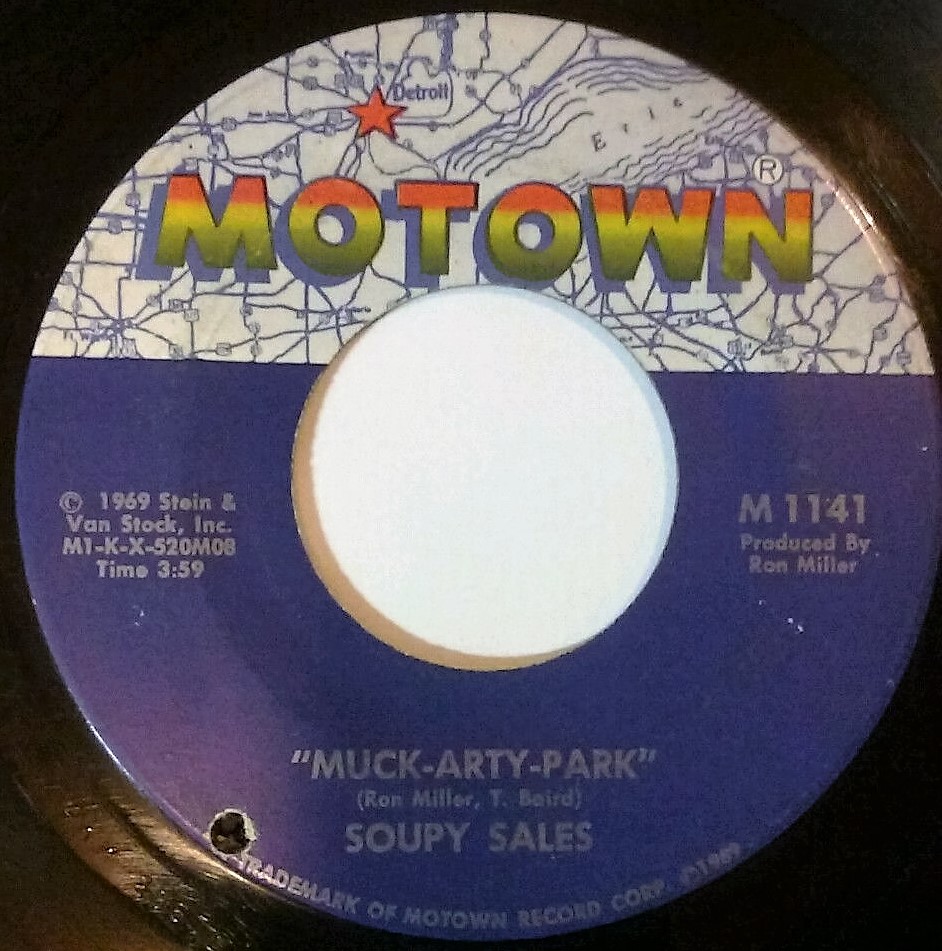 Detroit
Erie
MOTOWN®
© 1969 Stein &
Van Stock, Inc.
M1-K-X-520M08
Time 3:59
M 1141
Produced By
Ron Miller
"MUCK-ARTY-PARK"
(Ron Miller, T. Baird)
SOUPY SALES
TRADEMARK OF MOTOWN RECORD CORP. ©1969